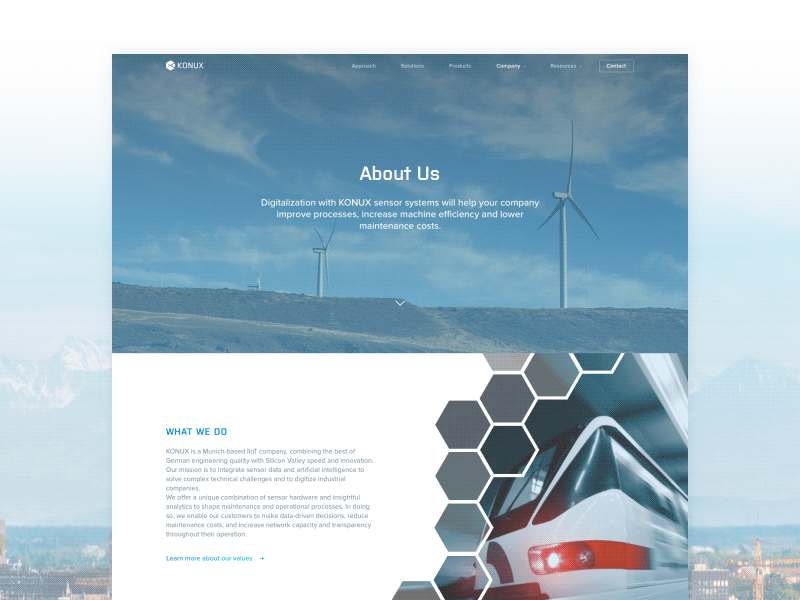 KONUX
Approach
Solutions
Products
Company
Resources
Contact
About Us
Digitalization with KONUX sensor systems will help your company
improve processes, increase machine efficiency and lower
maintenance costs.
WHAT WE DO
KONUX is a Munich-based IIoT company, combining the best of
German engineering quality with Silicon Valley speed and innovation.
Our mission is to integrate sensor data and artificial intelligence to
solve complex technical challenges and to digitize industrial
companies.
We offer a unique combination of sensor hardware and insightful
analytics to shape maintenance and operational processes. In doing
so, we enable our customers to make data-driven decisions, reduce
maintenance costs, and increase network capacity and transparency
throughout their operation.
Learn more about our values →